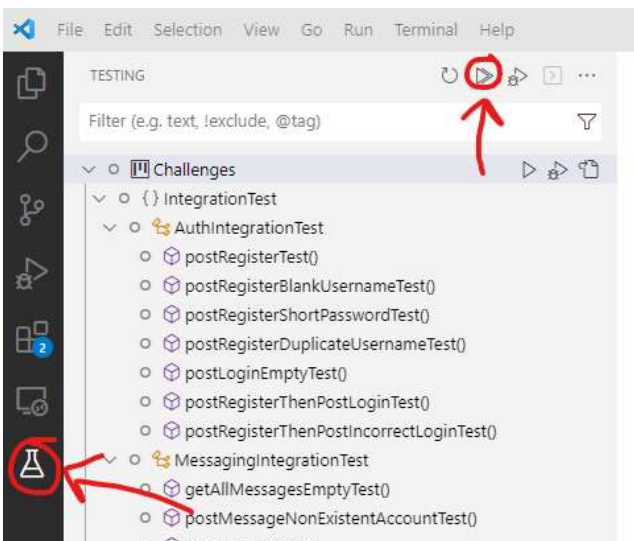 File Edit Selection View Go Run Terminal Help
TESTING
Filter (e.g. text, !exclude, @tag)
Challenges
{} IntegrationTest
AuthIntegrationTest
postRegisterTest()
postRegisterBlankUsernameTest()
postRegisterShortPasswordTest()
postRegisterDuplicateUsernameTest()
postLoginEmptyTest()
postRegisterThenPostLoginTest()
postRegisterThenPostIncorrectLoginTest()
MessagingIntegrationTest
getAllMessagesEmptyTest()
postMessageNonExistentAccountTest()
2